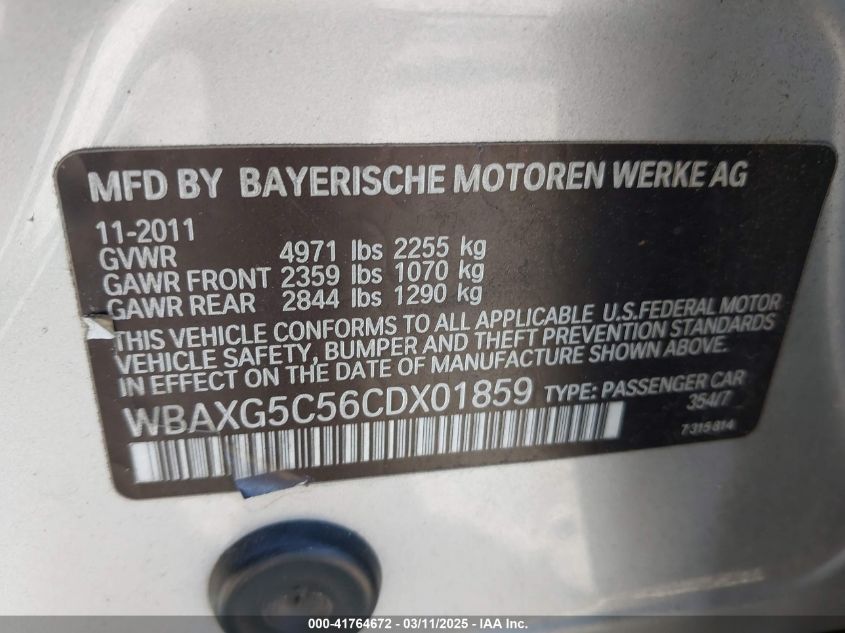 MFD BY BAYERISCHE MOTOREN WERKE AG
11-2011
GVWR 4971 lbs 2255 kg
GAWR FRONT 2359 lbs 1070 kg
GAWR REAR 2844 lbs 1290 kg
THIS VEHICLE CONFORMS TO ALL APPLICABLE U.S.FEDERAL MOTOR
VEHICLE SAFETY, BUMPER AND THEFT PREVENTION STANDARDS
IN EFFECT ON THE DATE OF MANUFACTURE SHOWN ABOVE.
WBAXG5C56CDX01859 TYPE: PASSENGER CAR
354/7
7315814
000-41764672 - 03/11/2025 - IAA Inc.